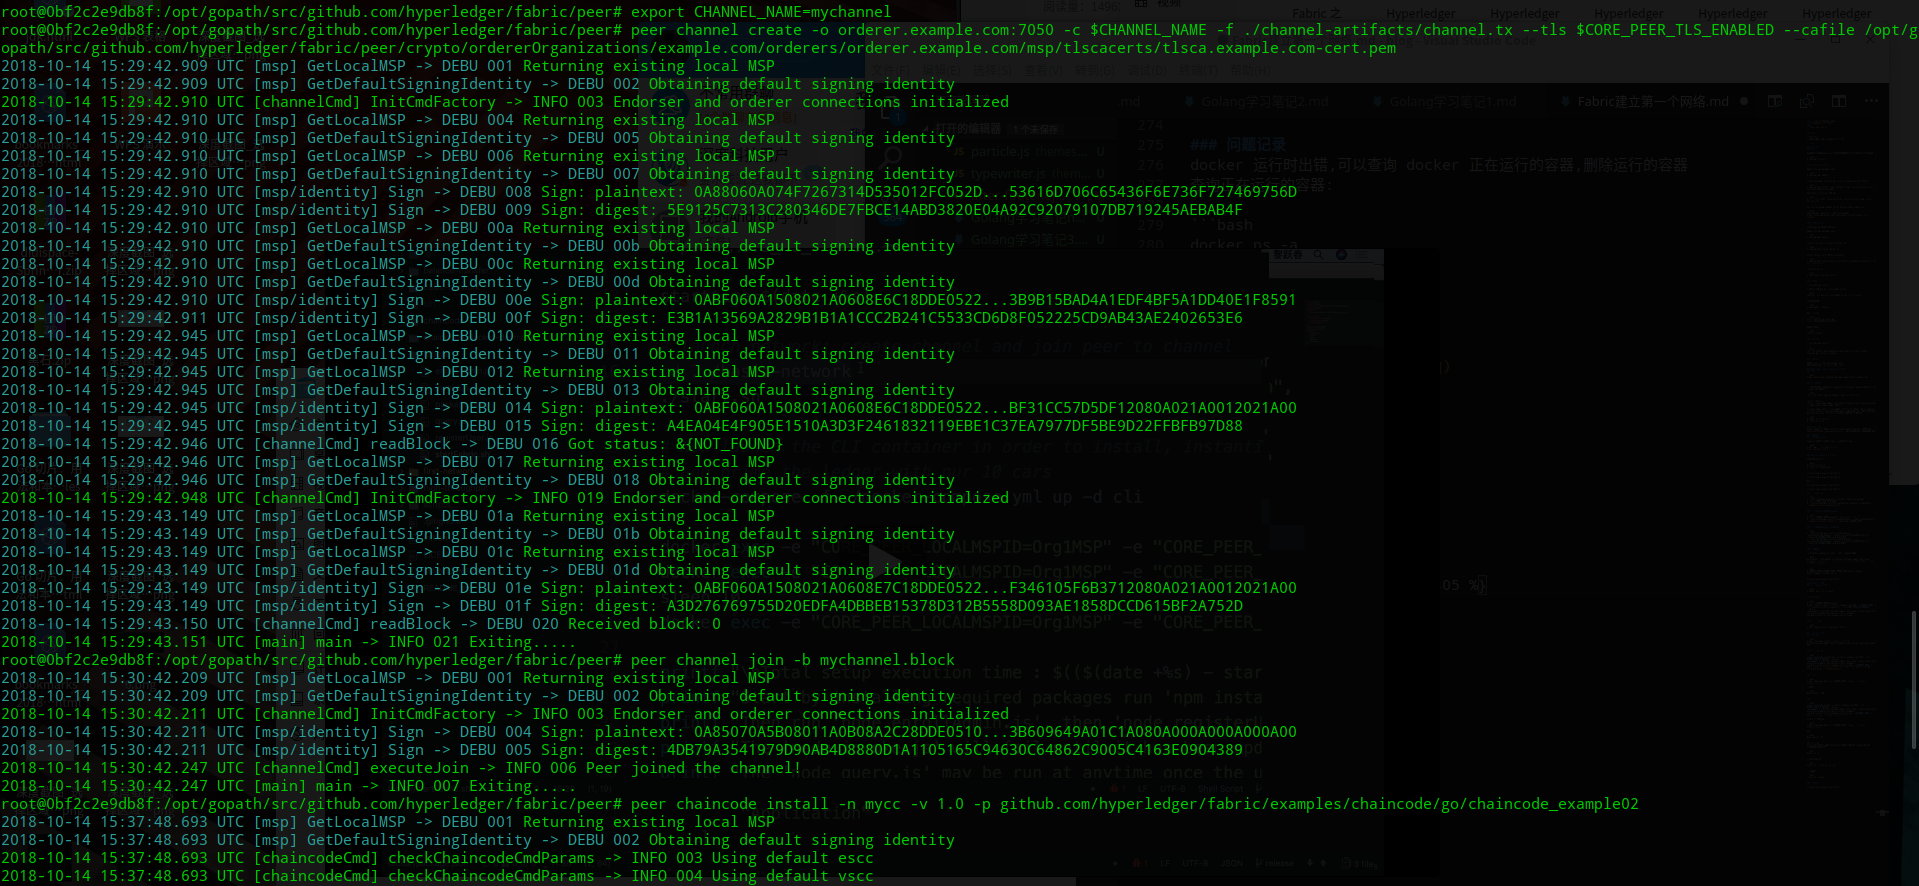 root@0bf2c2e9db8f:/opt/gopath/src/github.com/hyperledger/fabric/peer# export CHANNEL_NAME=mychannel
root@0bf2c2e9db8f:/opt/gopath/src/github.com/hyperledger/fabric/peer# peer channel create -o orderer.example.com:7050 -c $CHANNEL_NAME -f ./channel-artifacts/channel.tx --tls $CORE_PEER_TLS_ENABLED --cafile /opt/g
opath/src/github.com/hyperledger/fabric/peer/crypto/ordererOrganizations/example.com/orderers/orderer.example.com/msp/tlscacerts/tlsca.example.com-cert.pem
2018-10-14 15:29:42.909 UTC [msp] GetLocalMSP -> DEBU 001 Returning existing local MSP
2018-10-14 15:29:42.909 UTC [msp] GetDefaultSigningIdentity -> DEBU 002 Obtaining default signing identity
2018-10-14 15:29:42.910 UTC [channelCmd] InitCmdFactory -> INFO 003 Endorser and orderer connections initialized
2018-10-14 15:29:42.910 UTC [msp] GetLocalMSP -> DEBU 004 Returning existing local MSP
2018-10-14 15:29:42.910 UTC [msp] GetDefaultSigningIdentity -> DEBU 005 Obtaining default signing identity
2018-10-14 15:29:42.910 UTC [msp] GetLocalMSP -> DEBU 006 Returning existing local MSP
2018-10-14 15:29:42.910 UTC [msp] GetDefaultSigningIdentity -> DEBU 007 Obtaining default signing identity
2018-10-14 15:29:42.910 UTC [msp/identity] Sign -> DEBU 008 Sign: plaintext: 0A88060A074F7267314D535012FC052D...53616D706C65436F6E736F727469756D
2018-10-14 15:29:42.910 UTC [msp/identity] Sign -> DEBU 009 Sign: digest: 5E9125C7313C280346DE7FBCE14ABD3820E04A92C92079107DB719245AEBAB4F
2018-10-14 15:29:42.910 UTC [msp] GetLocalMSP -> DEBU 00a Returning existing local MSP
2018-10-14 15:29:42.910 UTC [msp] GetDefaultSigningIdentity -> DEBU 00b Obtaining default signing identity
2018-10-14 15:29:42.910 UTC [msp] GetLocalMSP -> DEBU 00c Returning existing local MSP
2018-10-14 15:29:42.910 UTC [msp] GetDefaultSigningIdentity -> DEBU 00d Obtaining default signing identity
2018-10-14 15:29:42.910 UTC [msp/identity] Sign -> DEBU 00e Sign: plaintext: 0ABF060A1508021A0608E6C18DDE0522...3B9B15BAD4A1EDF4BF5A1DD40E1F8591
2018-10-14 15:29:42.911 UTC [msp/identity] Sign -> DEBU 00f Sign: digest: E3B1A13569A2829B1B1A1CCC2B241C5533CD6D8F052225CD9AB43AE2402653E6
2018-10-14 15:29:42.945 UTC [msp] GetLocalMSP -> DEBU 010 Returning existing local MSP
2018-10-14 15:29:42.945 UTC [msp] GetDefaultSigningIdentity -> DEBU 011 Obtaining default signing identity
2018-10-14 15:29:42.945 UTC [msp] GetLocalMSP -> DEBU 012 Returning existing local MSP
2018-10-14 15:29:42.945 UTC [msp] GetDefaultSigningIdentity -> DEBU 013 Obtaining default signing identity
2018-10-14 15:29:42.945 UTC [msp/identity] Sign -> DEBU 014 Sign: plaintext: 0ABF060A1508021A0608E6C18DDE0522...BF31CC57D5DF12080A021A0012021A00
2018-10-14 15:29:42.945 UTC [msp/identity] Sign -> DEBU 015 Sign: digest: A4EA04E4F905E1510A3D3F2461832119EBE1C37EA7977DF5BE9D22FFBFB97D88
2018-10-14 15:29:42.946 UTC [channelCmd] readBlock -> DEBU 016 Got status: &{NOT_FOUND}
2018-10-14 15:29:42.946 UTC [msp] GetLocalMSP -> DEBU 017 Returning existing local MSP
2018-10-14 15:29:42.946 UTC [msp] GetDefaultSigningIdentity -> DEBU 018 Obtaining default signing identity
2018-10-14 15:29:42.948 UTC [channelCmd] InitCmdFactory -> INFO 019 Endorser and orderer connections initialized
2018-10-14 15:29:43.149 UTC [msp] GetLocalMSP -> DEBU 01a Returning existing local MSP
2018-10-14 15:29:43.149 UTC [msp] GetDefaultSigningIdentity -> DEBU 01b Obtaining default signing identity
2018-10-14 15:29:43.149 UTC [msp] GetLocalMSP -> DEBU 01c Returning existing local MSP
2018-10-14 15:29:43.149 UTC [msp] GetDefaultSigningIdentity -> DEBU 01d Obtaining default signing identity
2018-10-14 15:29:43.149 UTC [msp/identity] Sign -> DEBU 01e Sign: plaintext: 0ABF060A1508021A0608E7C18DDE0522...F346105F6B3712080A021A0012021A00
2018-10-14 15:29:43.149 UTC [msp/identity] Sign -> DEBU 01f Sign: digest: A3D276769755D20EDFA4DBBEB15378D312B5558D093AE1858DCCD615BF2A752D
2018-10-14 15:29:43.150 UTC [channelCmd] readBlock -> DEBU 020 Received block: 0
2018-10-14 15:29:43.151 UTC [main] main -> INFO 021 Exiting.....
root@0bf2c2e9db8f:/opt/gopath/src/github.com/hyperledger/fabric/peer# peer channel join -b mychannel.block
2018-10-14 15:30:42.209 UTC [msp] GetLocalMSP -> DEBU 001 Returning existing local MSP
2018-10-14 15:30:42.209 UTC [msp] GetDefaultSigningIdentity -> DEBU 002 Obtaining default signing identity
2018-10-14 15:30:42.211 UTC [channelCmd] InitCmdFactory -> INFO 003 Endorser and orderer connections initialized
2018-10-14 15:30:42.211 UTC [msp/identity] Sign -> DEBU 004 Sign: plaintext: 0A85070A5B08011A0B08A2C28DDE0510...3B609649A01C1A080A000A000A000A00
2018-10-14 15:30:42.211 UTC [msp/identity] Sign -> DEBU 005 Sign: digest: 4DB79A3541979D90AB4D8880D1A1105165C94630C64862C9005C4163E0904389
2018-10-14 15:30:42.247 UTC [channelCmd] executeJoin -> INFO 006 Peer joined the channel!
2018-10-14 15:30:42.247 UTC [main] main -> INFO 007 Exiting.....
root@0bf2c2e9db8f:/opt/gopath/src/github.com/hyperledger/fabric/peer# peer chaincode install -n mycc -v 1.0 -p github.com/hyperledger/fabric/examples/chaincode/go/chaincode_example02
2018-10-14 15:37:48.693 UTC [msp] GetLocalMSP -> DEBU 001 Returning existing local MSP
2018-10-14 15:37:48.693 UTC [msp] GetDefaultSigningIdentity -> DEBU 002 Obtaining default signing identity
2018-10-14 15:37:48.693 UTC [chaincodeCmd] checkChaincodeCmdParams -> INFO 003 Using default escc
2018-10-14 15:37:48.693 UTC [chaincodeCmd] checkChaincodeCmdParams -> INFO 004 Using default vscc